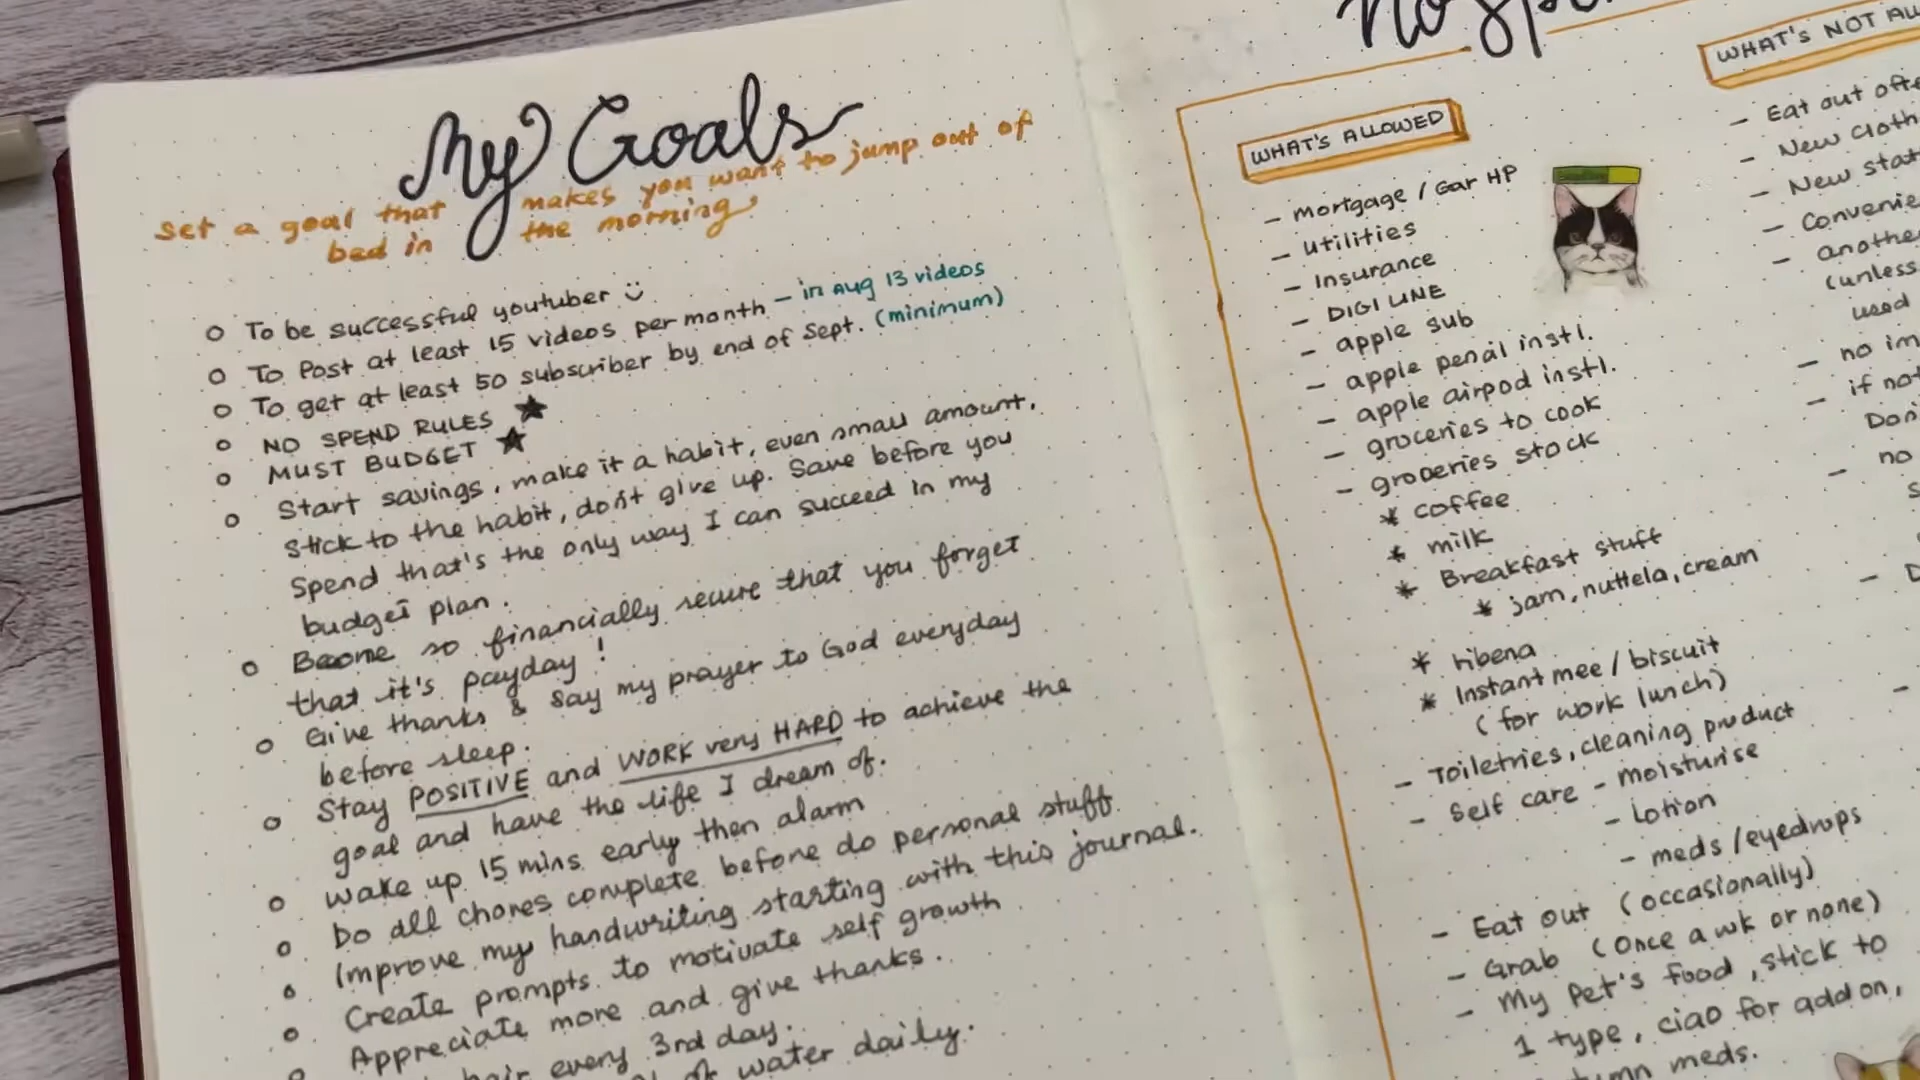 My Goals
set a goal that makes you want to jump out of
bed in the morning
To be successful youtuber
To Post at least 15 videos per month - in Aug 13 videos
To get at least 50 subscriber by end of Sept. (minimum)
NO SPEND RULES ★
MUST BUDGET ★
Start savings, make it a habit, even small amount.
Stick to the habit, don't give up. Save before you
Spend that's the only way I can succeed in my
budget plan.
Become so financially secure that you forget
that it's payday!
Give thanks & say my prayer to God everyday
before sleep.
Stay POSITIVE and WORK very HARD to achieve the
goal and have the life I dream of.
Wake up 15 mins early then alarm
Do all chores complete before do personal stuff
Improve my handwriting starting with this journal.
Create prompts to motivate self growth
Appreciate more and give thanks.
hair every 3rd day.
of water daily.
No
WHAT'S ALLOWED
- mortgage / Car HP
- Utilities
- Insurance
- DIGI LINE
- apple sub
- apple pencil instl.
- apple airpod instl.
- groceries to cook
- groceries stock
* coffee
* milk
* Breakfast stuff
* jam, nuttela, cream
* ribena
* Instant mee / biscuit
(for work lunch)
- Toiletries, cleaning product
- Self care - moisturise
- Lotion
- meds / eyedrops
- Eat out (occasionally)
- Grab (Once a wk or none)
- My Pet's food, stick to
1 type, ciao for add on,
meds.
WHAT'S NOT
- Eat out
- New
- New
-
- another
(unless
used
- no
- if not
Don't
- no